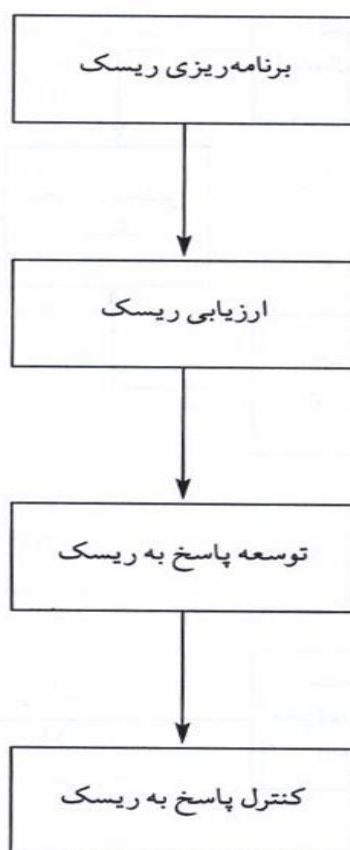 برنامه‌ریزی ریسک
ارزیابی ریسک
توسعه پاسخ به ریسک
کنترل پاسخ به ریسک